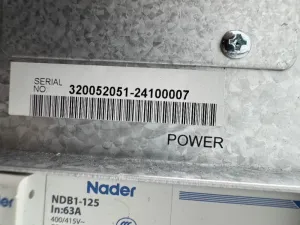 SERIAL
NO
320052051-24100007
POWER
Nader
NDB1-125
In:63A
400/415V~